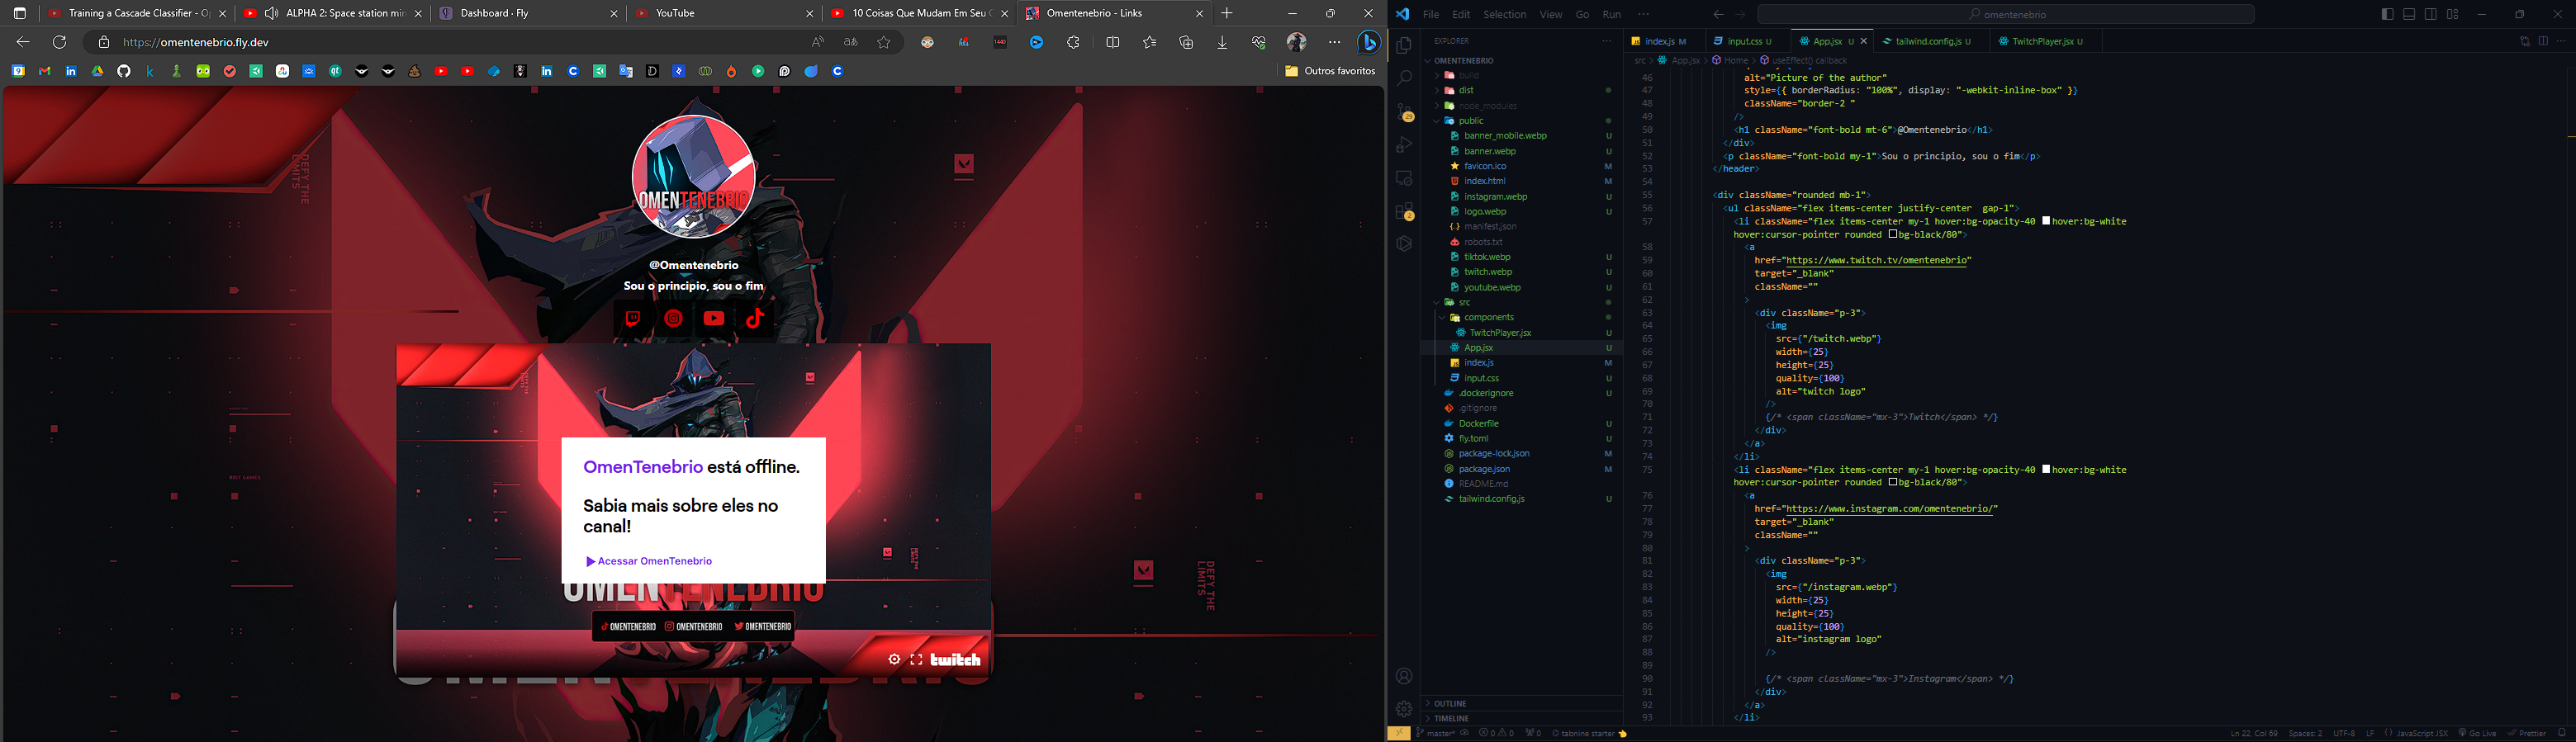 Training a Cascade Classifier - Op
ALPHA 2: Space station min
Dashboard · Fly
YouTube
10 Coisas Que Mudam Em Seu C
Omentenebrio - Links
https://omentenebrio.fly.dev
Outros favoritos
DEFY THE
LIMITS
OMENTENEBRIO
@Omentenebrio
Sou o principio, sou o fim
OmenTenebrio está offline.
Sabia mais sobre eles no
canal!
Acessar OmenTenebrio
OMENTENEBRIO
OMENTENEBRIO
OMENTENEBRIO
OMENTENEBRIO
twitch
DEFY THE
LIMITS
RIOT GAMES
File Edit Selection View Go Run ···
omentenebrio
EXPLORER
OMENTENEBRIO
build
dist
node_modules
public
banner_mobile.webp U
banner.webp U
favicon.ico M
index.html M
instagram.webp U
logo.webp U
manifest.json
robots.txt
tiktok.webp U
twitch.webp U
youtube.webp U
src
components
TwitchPlayer.jsx U
App.jsx U
index.js M
input.css U
.dockerignore U
.gitignore
Dockerfile U
fly.toml U
package-lock.json M
package.json M
README.md
tailwind.config.js U
OUTLINE
TIMELINE
index.js M
input.css U
App.jsx U
tailwind.config.js U
TwitchPlayer.jsx U
src > App.jsx > Home > useEffect() callback
46 alt="Picture of the author"
47 style={{ borderRadius: "100%", display: "-webkit-inline-box" }}
48 className="border-2 "
49 />
50 <h1 className="font-bold mt-6">@Omentenebrio</h1>
51 </div>
52 <p className="font-bold my-1">Sou o principio, sou o fim</p>
53 </header>
54
55 <div className="rounded mb-1">
56 <ul className="flex items-center justify-center  gap-1">
57 <li className="flex items-center my-1 hover:bg-opacity-40 hover:bg-white
hover:cursor-pointer rounded bg-black/80">
58 <a
59 href="https://www.twitch.tv/omentenebrio"
60 target="_blank"
61 className=""
62 >
63 <div className="p-3">
64 <img
65 src={"/twitch.webp"}
66 width={25}
67 height={25}
68 quality={100}
69 alt="twitch logo"
70 />
71 {/* <span className="mx-3">Twitch</span> */}
72 </div>
73 </a>
74 </li>
75 <li className="flex items-center my-1 hover:bg-opacity-40 hover:bg-white
hover:cursor-pointer rounded bg-black/80">
76 <a
77 href="https://www.instagram.com/omentenebrio/"
78 target="_blank"
79 className=""
80 >
81 <div className="p-3">
82 <img
83 src={"/instagram.webp"}
84 width={25}
85 height={25}
86 quality={100}
87 alt="instagram logo"
88 />
89
90 {/* <span className="mx-3">Instagram</span> */}
91 </div>
92 </a>
93 </li>
master* 0 0 0 tabnine starter
Ln 22, Col 69 Spaces: 2 UTF-8 LF JavaScript JSX Go Live Prettier